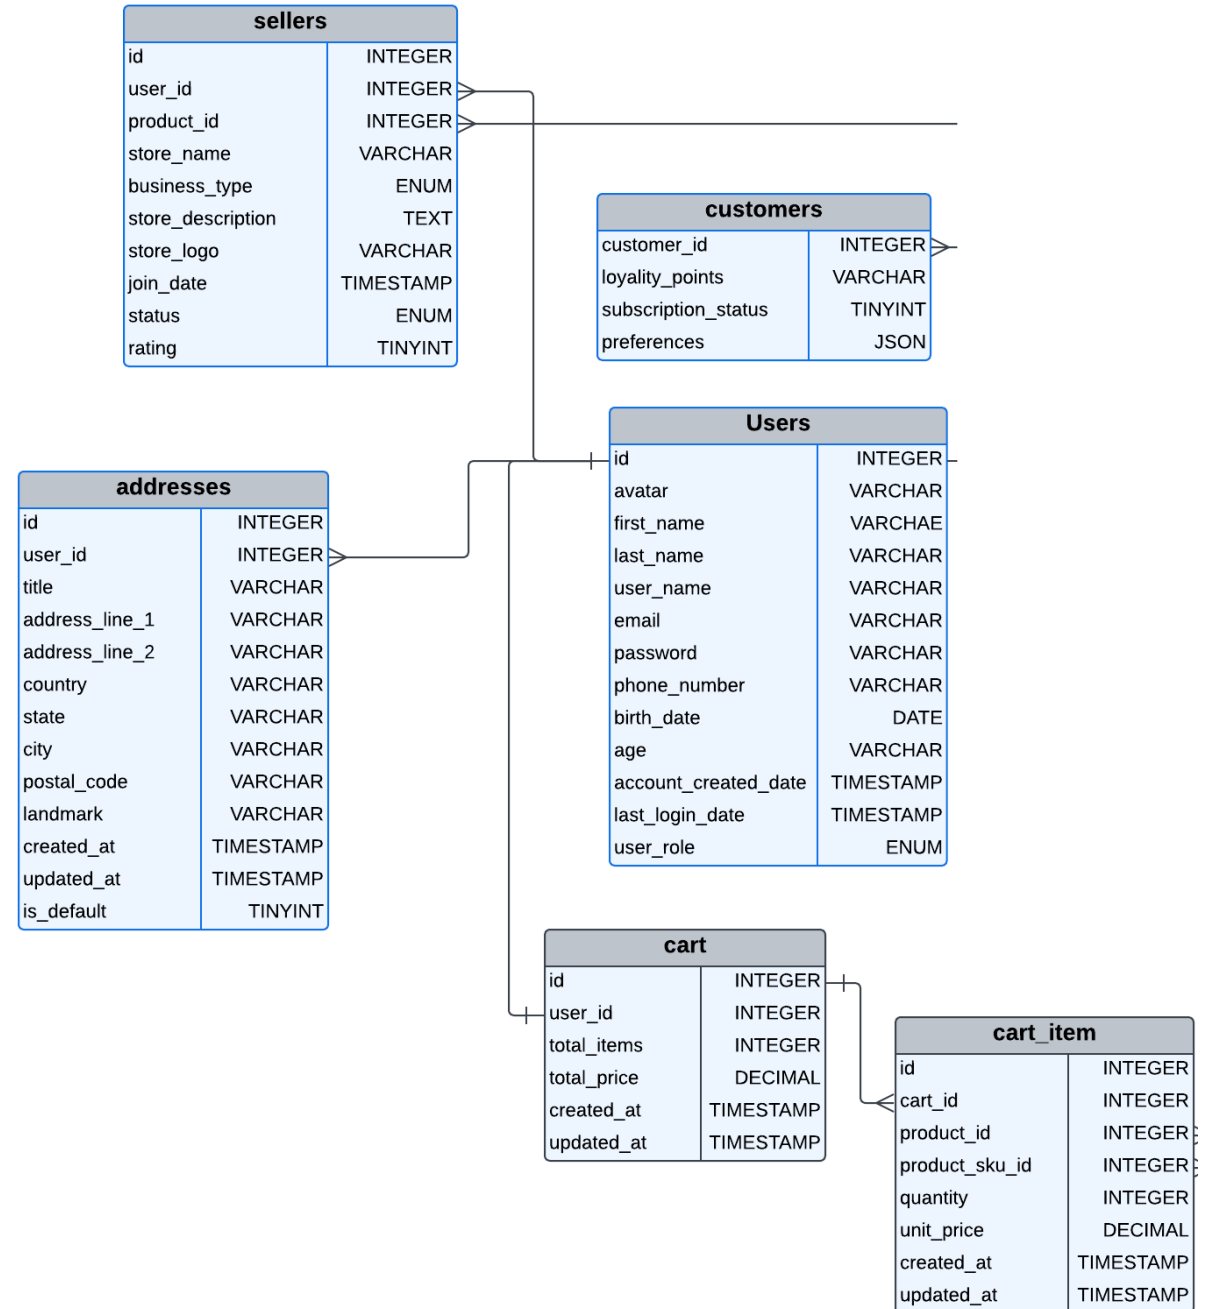 sellers
id INTEGER
user_id INTEGER
product_id INTEGER
store_name VARCHAR
business_type ENUM
store_description TEXT
store_logo VARCHAR
join_date TIMESTAMP
status ENUM
rating TINYINT
customers
customer_id INTEGER
loyality_points VARCHAR
subscription_status TINYINT
preferences JSON
Users
id INTEGER
avatar VARCHAR
first_name VARCHAE
last_name VARCHAR
user_name VARCHAR
email VARCHAR
password VARCHAR
phone_number VARCHAR
birth_date DATE
age VARCHAR
account_created_date TIMESTAMP
last_login_date TIMESTAMP
user_role ENUM
addresses
id INTEGER
user_id INTEGER
title VARCHAR
address_line_1 VARCHAR
address_line_2 VARCHAR
country VARCHAR
state VARCHAR
city VARCHAR
postal_code VARCHAR
landmark VARCHAR
created_at TIMESTAMP
updated_at TIMESTAMP
is_default TINYINT
cart
id INTEGER
user_id INTEGER
total_items INTEGER
total_price DECIMAL
created_at TIMESTAMP
updated_at TIMESTAMP
cart_item
id INTEGER
cart_id INTEGER
product_id INTEGER
product_sku_id INTEGER
quantity INTEGER
unit_price DECIMAL
created_at TIMESTAMP
updated_at TIMESTAMP